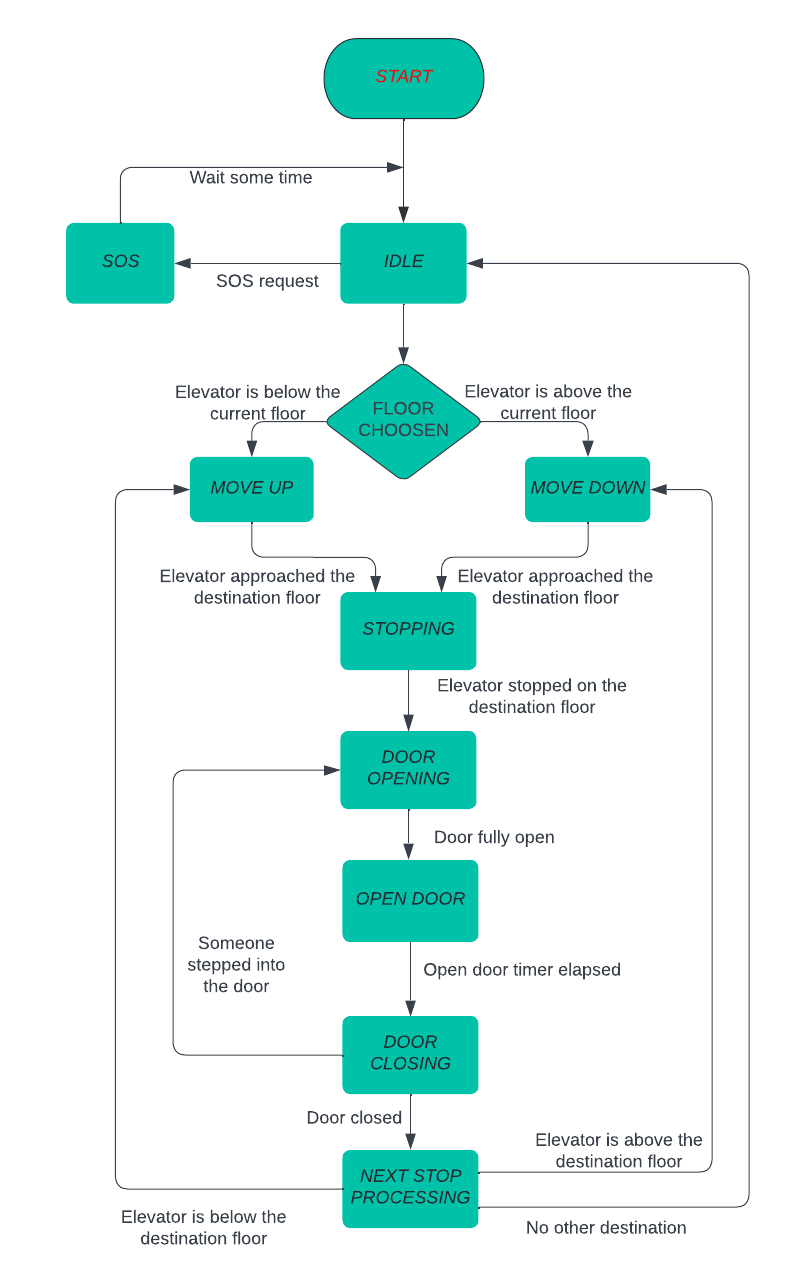 START
Wait some time
SOS
IDLE
SOS request
Elevator is below the
current floor
Elevator is above the
current floor
FLOOR
CHOOSEN
MOVE UP
MOVE DOWN
Elevator approached the
destination floor
Elevator approached the
destination floor
STOPPING
Elevator stopped on the
destination floor
DOOR
OPENING
Door fully open
OPEN DOOR
Someone
stepped into
the door
Open door timer elapsed
DOOR
CLOSING
Door closed
Elevator is above the
destination floor
NEXT STOP
PROCESSING
Elevator is below the
destination floor
No other destination